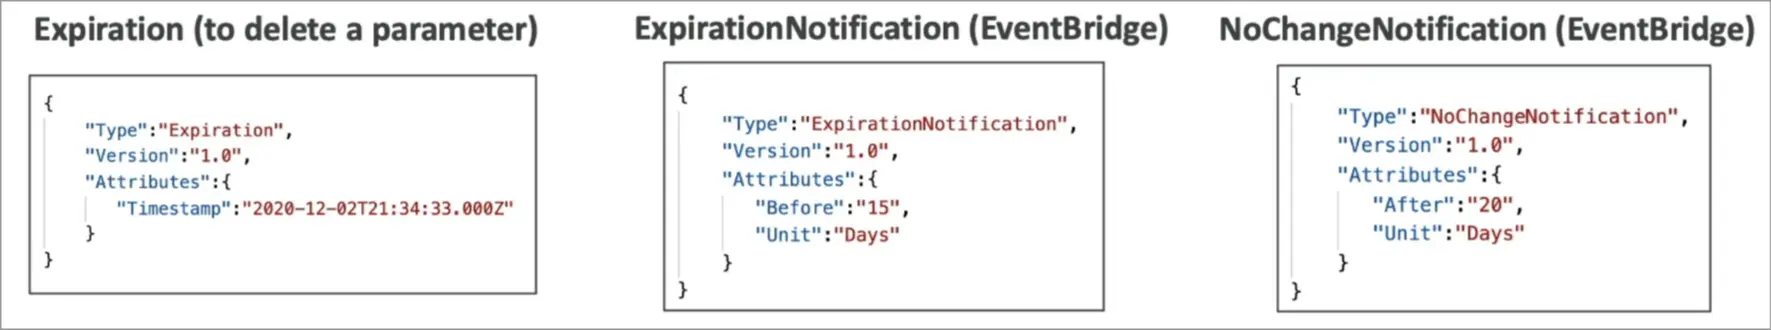 Expiration (to delete a parameter)
{
"Type":"Expiration",
"Version":"1.0",
"Attributes":{
"Timestamp":"2020-12-02T21:34:33.000Z"
}
}
ExpirationNotification (EventBridge)
{
"Type":"ExpirationNotification",
"Version":"1.0",
"Attributes":{
"Before":"15",
"Unit":"Days"
}
}
NoChangeNotification (EventBridge)
{
"Type":"NoChangeNotification",
"Version":"1.0",
"Attributes":{
"After":"20",
"Unit":"Days"
}
}